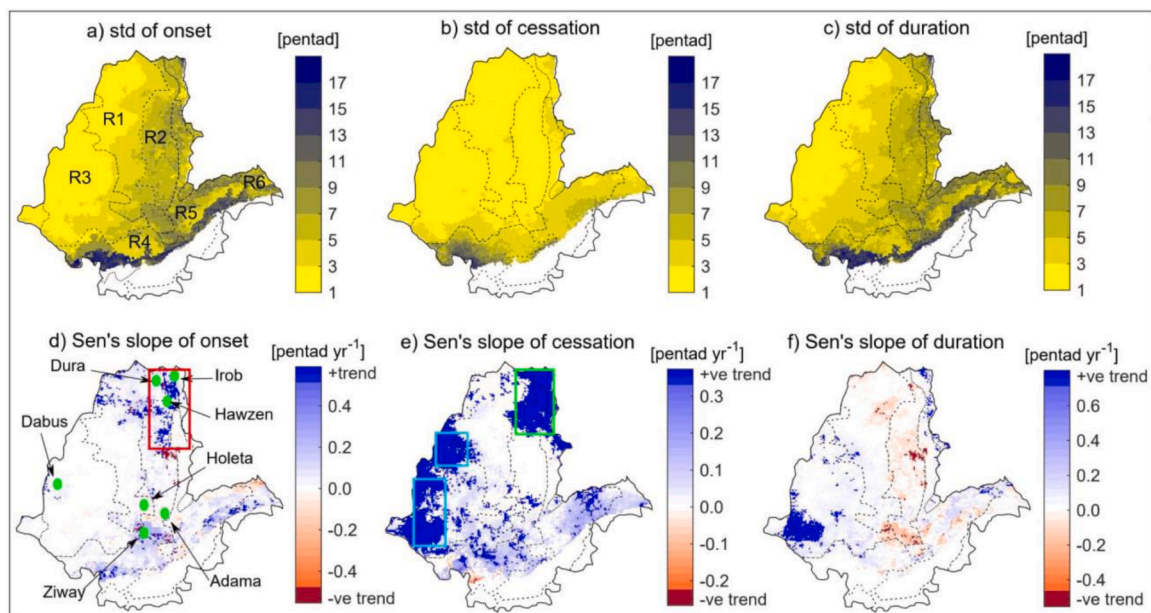 a) std of onset
[pentad]
17
15
13
11
9
7
5
3
1
R1
R2
R3
R4
R5
R6
b) std of cessation
[pentad]
17
15
13
11
9
7
5
3
1
c) std of duration
[pentad]
17
15
13
11
9
7
5
3
1
d) Sen's slope of onset
[pentad yr-1]
+trend
0.4
0.2
0.0
-0.2
-0.4
-ve trend
Dura
Irob
Hawzen
Dabus
Holeta
Ziway
Adama
e) Sen's slope of cessation
[pentad yr-1]
+ve trend
0.3
0.2
0.1
0.0
-0.1
-0.2
-ve trend
f) Sen's slope of duration
[pentad yr-1]
+ve trend
0.4
0.2
0.0
-0.2
-0.4
-ve trend